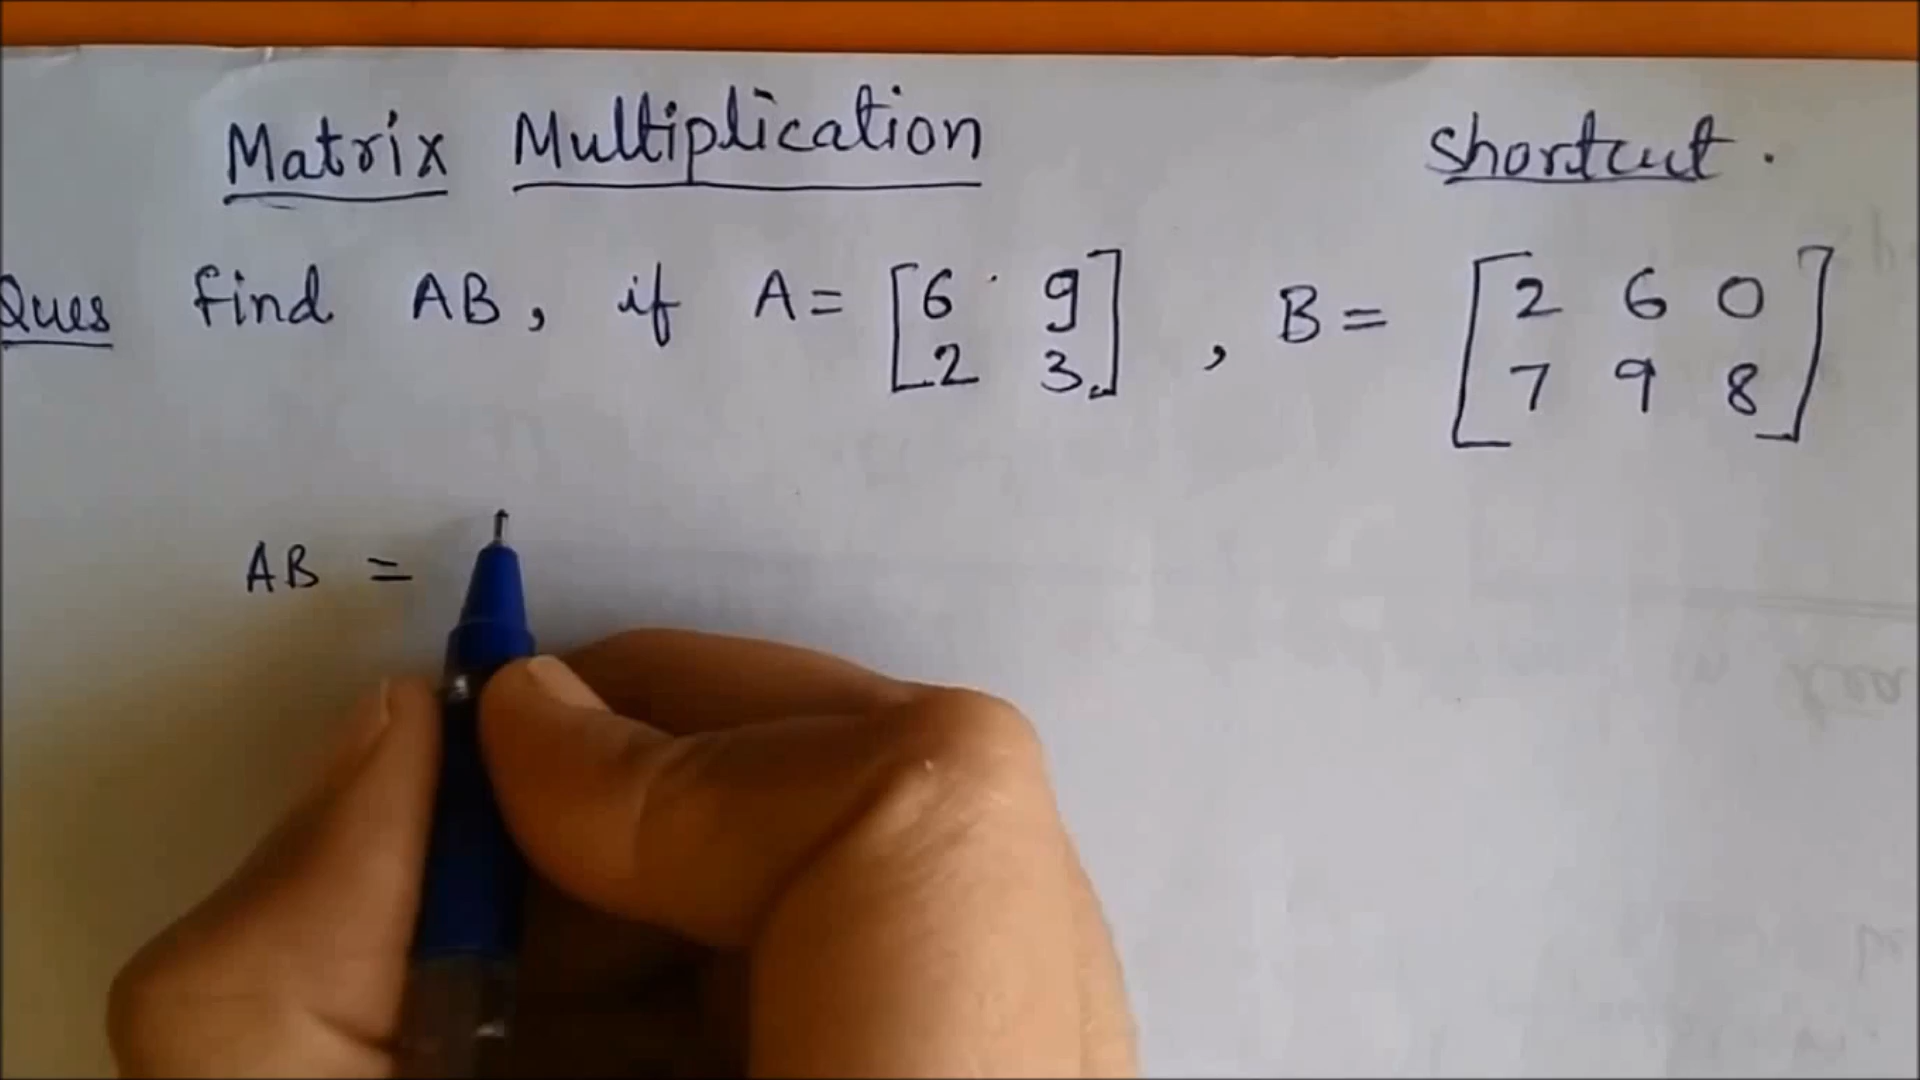 Matrix Multiplication shortcut.
Ques find AB, if A = [6 9 , B = [2 6 0
2 3] 7 9 8]
AB =